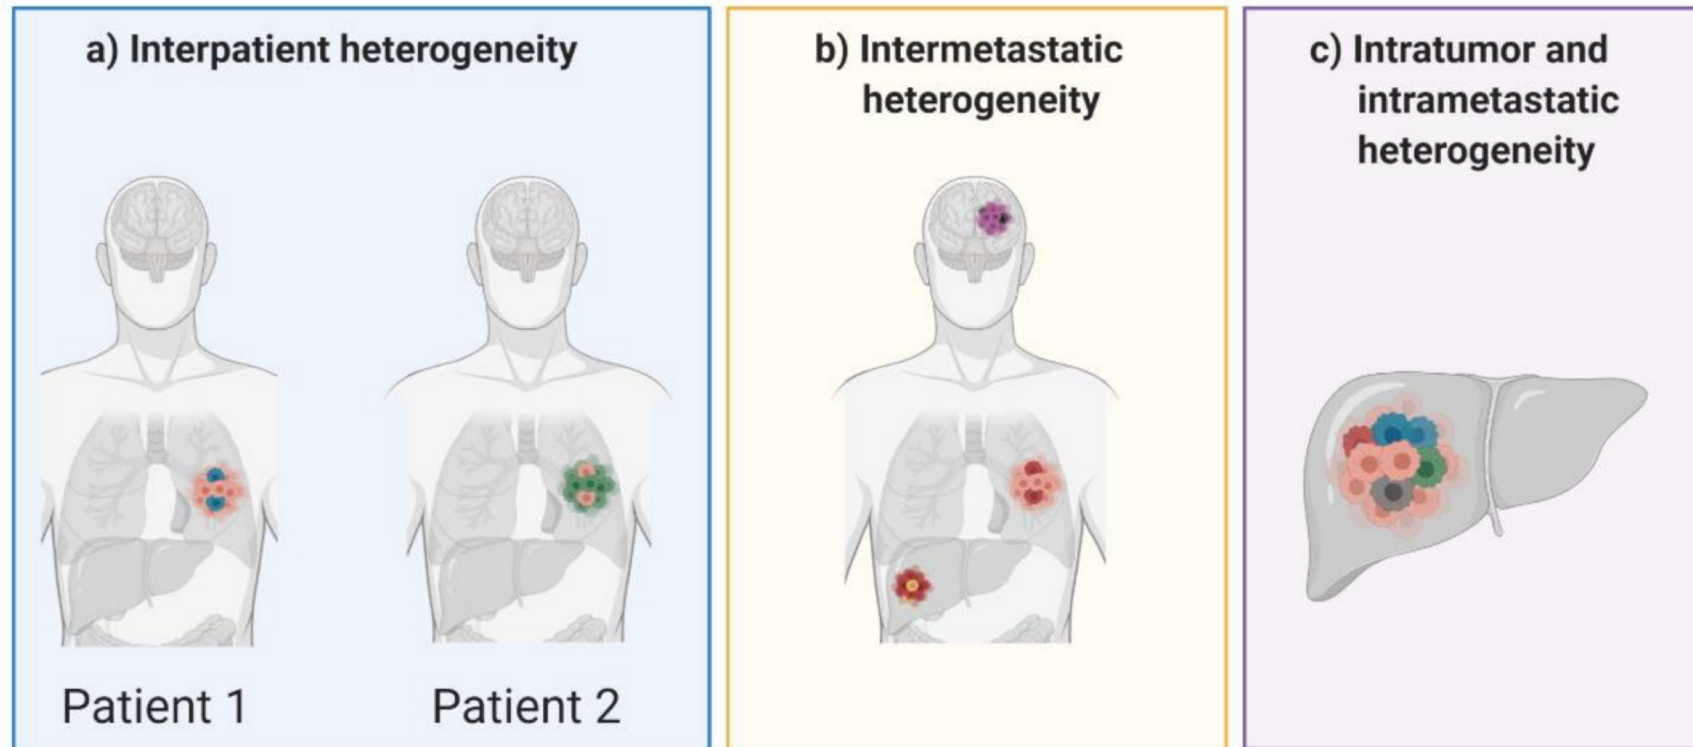 a) Interpatient heterogeneity
Patient 1
Patient 2
b) Intermetastatic
heterogeneity
c) Intratumor and
intrametastatic
heterogeneity